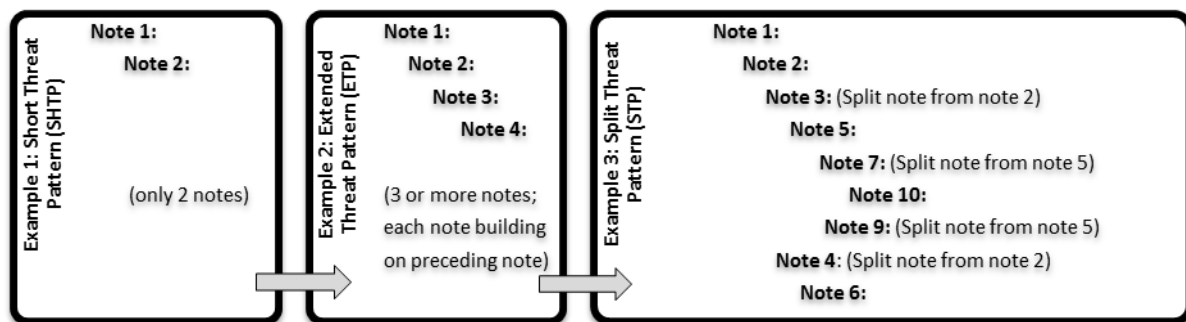 Example 1: Short Threat
Pattern (SHTP)
Note 1:
Note 2:
(only 2 notes)
Example 2: Extended
Threat Pattern (ETP)
Note 1:
Note 2:
Note 3:
Note 4:
(3 or more notes;
each note building
on preceding note)
Example 3: Split Threat
Pattern (STP)
Note 1:
Note 2:
Note 3: (Split note from note 2)
Note 5:
Note 7: (Split note from note 5)
Note 10:
Note 9: (Split note from note 5)
Note 4: (Split note from note 2)
Note 6: